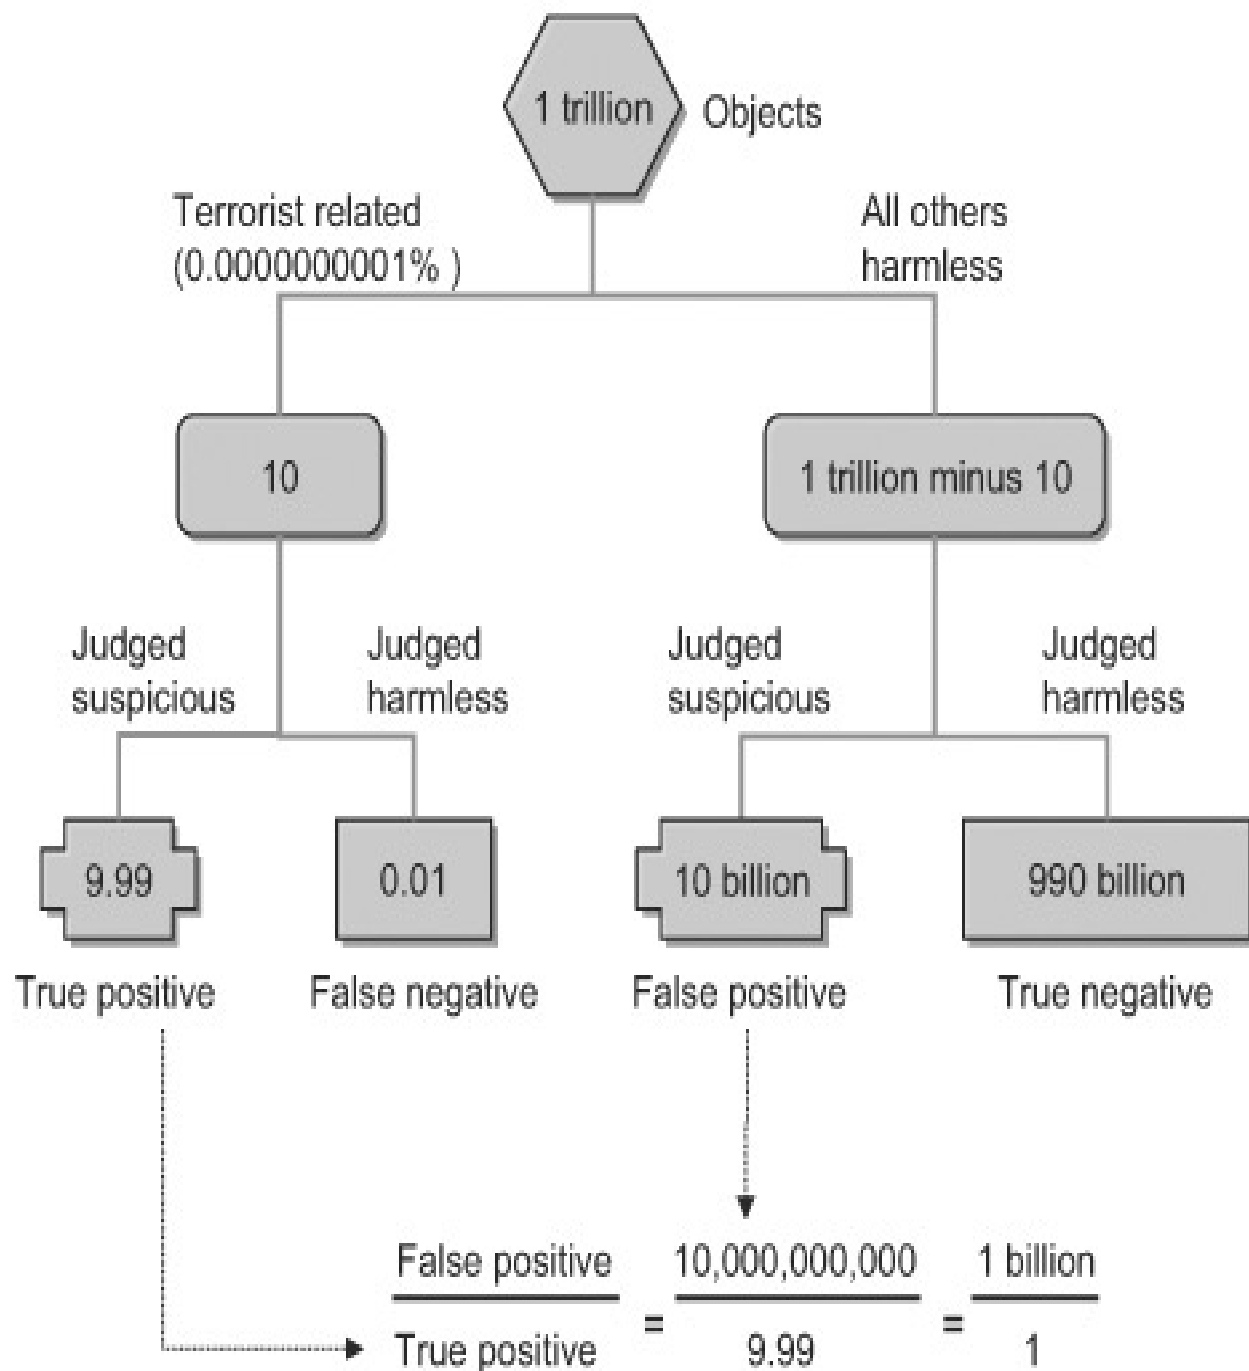 1 trillion
Objects
Terrorist related
(0.0000000001% )
All others
harmless
10
1 trillion minus 10
Judged
suspicious
Judged
harmless
Judged
suspicious
Judged
harmless
9.99
0.01
10 billion
990 billion
True positive
False negative
False positive
True negative
False positive
True positive
=
10,000,000,000
9.99
=
1 billion
1